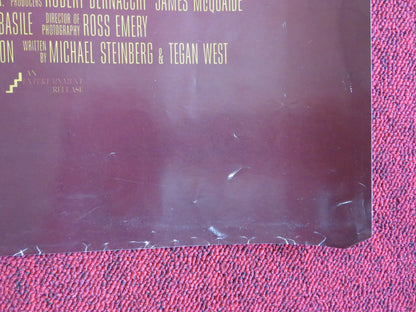 PRODUCERS ROBERT BERNACCHI JAMES McQUAIDE
BASILE DIRECTOR OF PHOTOGRAPHY ROSS EMERY
ON WRITTEN BY MICHAEL STEINBERG & TEGAN WEST
AN
ENTERTAINMENT
RELEASE